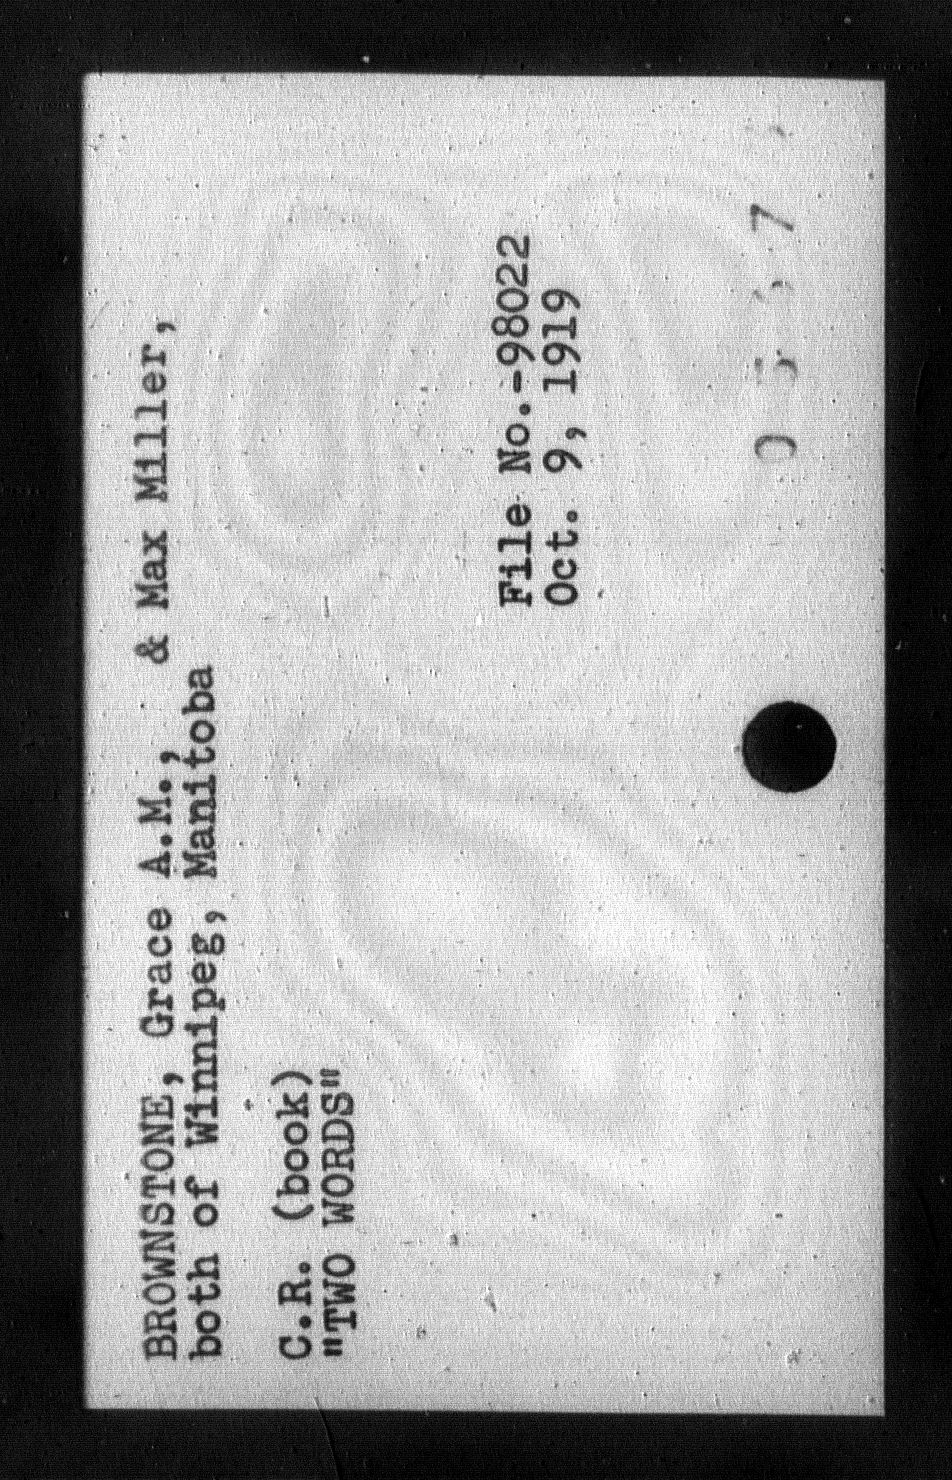 BROWNSTONE, Grace A.M., & Max Miller,
both of Winnipeg, Manitoba
C.R. (book)
"TWO WORDS"
File No.-98022
Oct. 9, 1919